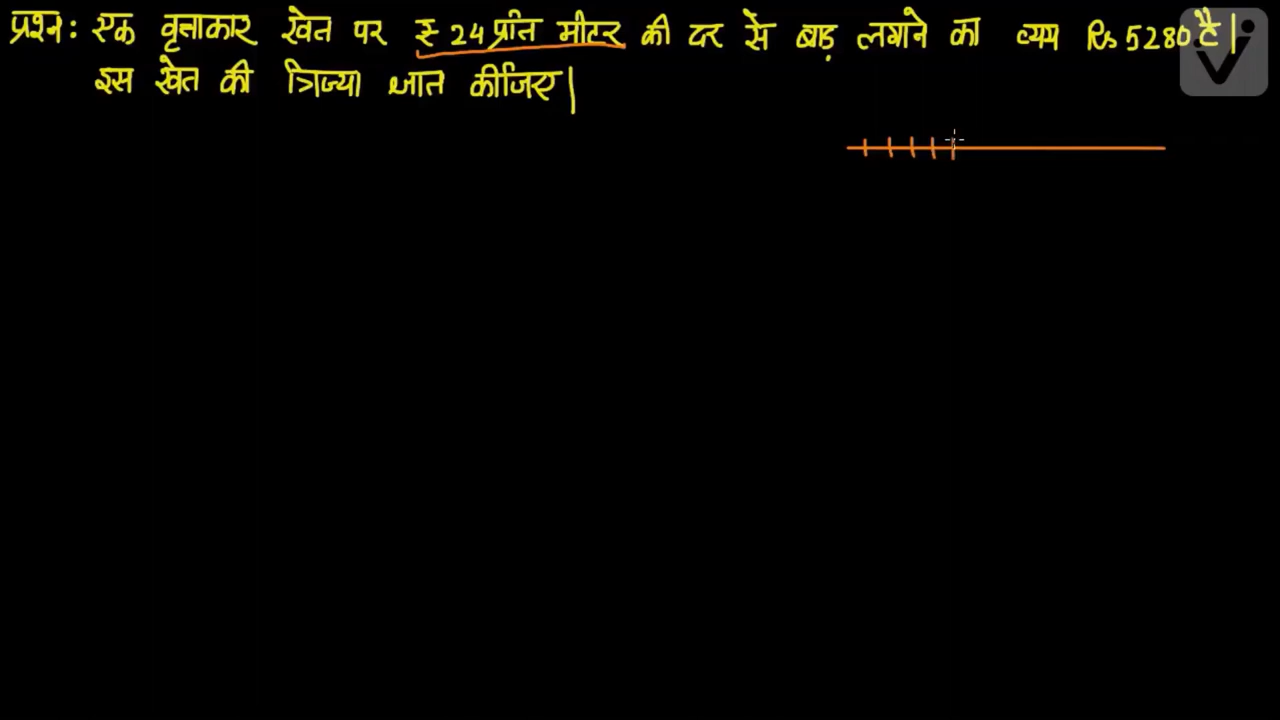 प्रश्न: एक वृत्ताकार खेत पर ₹ 24 प्रति मीटर की दर से बाड़ लगाने का व्यय Rs 5280 है|
इस खेत की त्रिज्या ज्ञात कीजिए|